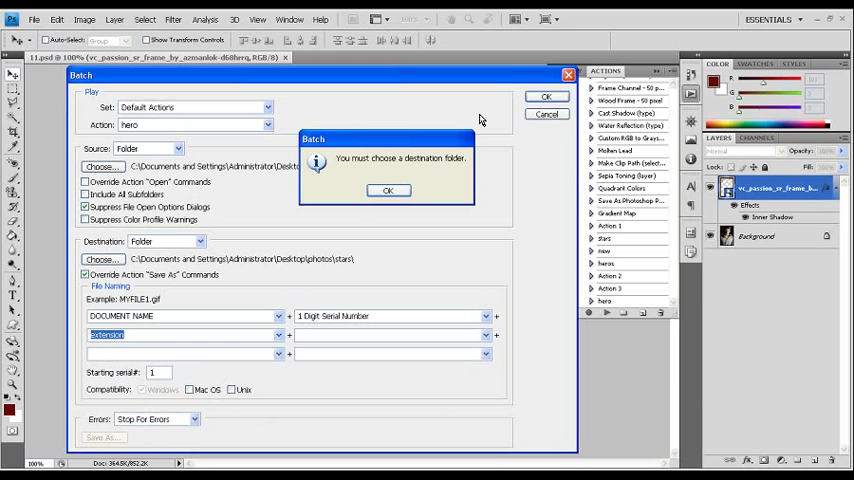 Ps File Edit Image Layer Select Filter Analysis 3D View Window Help 100% ESSENTIALS
Auto-Select: Group Show Transform Controls
11.psd @ 100% (vc_passion_sr_frame_by_azmanlok-d68hrrq, RGB/8)
Batch
Play
Set: Default Actions
Action: hero
OK
Cancel
Source: Folder
Choose... C:\Documents and Settings\Administrator\Deskto
Override Action "Open" Commands
Include All Subfolders
Suppress File Open Options Dialogs
Suppress Color Profile Warnings
Batch
You must choose a destination folder.
OK
Destination: Folder
Choose... C:\Documents and Settings\Administrator\Desktop\photos\stars\
Override Action "Save As" Commands
File Naming
Example: MYFILE1.gif
DOCUMENT NAME + 1 Digit Serial Number +
extension + +
+
Starting serial#: 1
Compatibility: Windows Mac OS Unix
Errors: Stop For Errors
Save As...
ACTIONS
Frame Channel - 50 p...
Wood Frame - 50 pixel
Cast Shadow (type)
Water Reflection (type)
Molten Lead
Make Clip Path (select...
Sepia Toning (layer)
Quadrant Colors
Save As Photoshop P...
Gradient Map
Action 1
stars
new
heros
Action 2
Action 3
hero
COLOR SWATCHES STYLES
R
G
B
LAYERS CHANNELS PATHS
Normal Opacity: 100%
Lock: Fill: 100%
vc_passion_sr_frame_b... fx
Effects
Inner Shadow
Background
100% Doc: 364.5K/852.2K